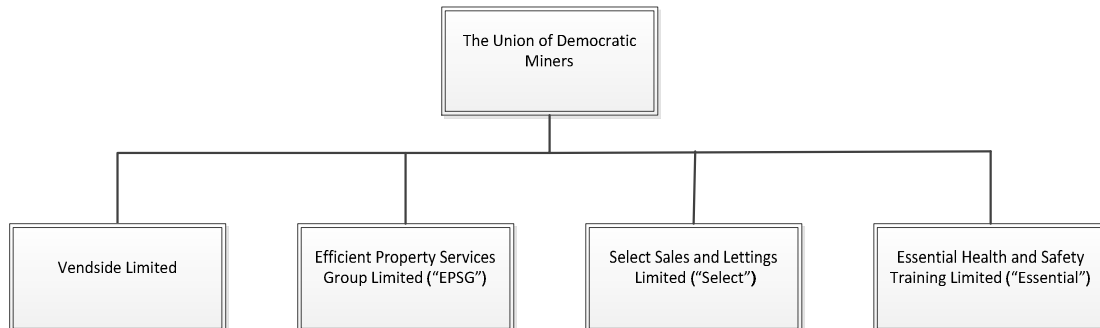 The Union of Democratic
Miners
Vendside Limited
Efficient Property Services
Group Limited (“EPSG”)
Select Sales and Lettings
Limited (“Select”)
Essential Health and Safety
Training Limited (“Essential”)